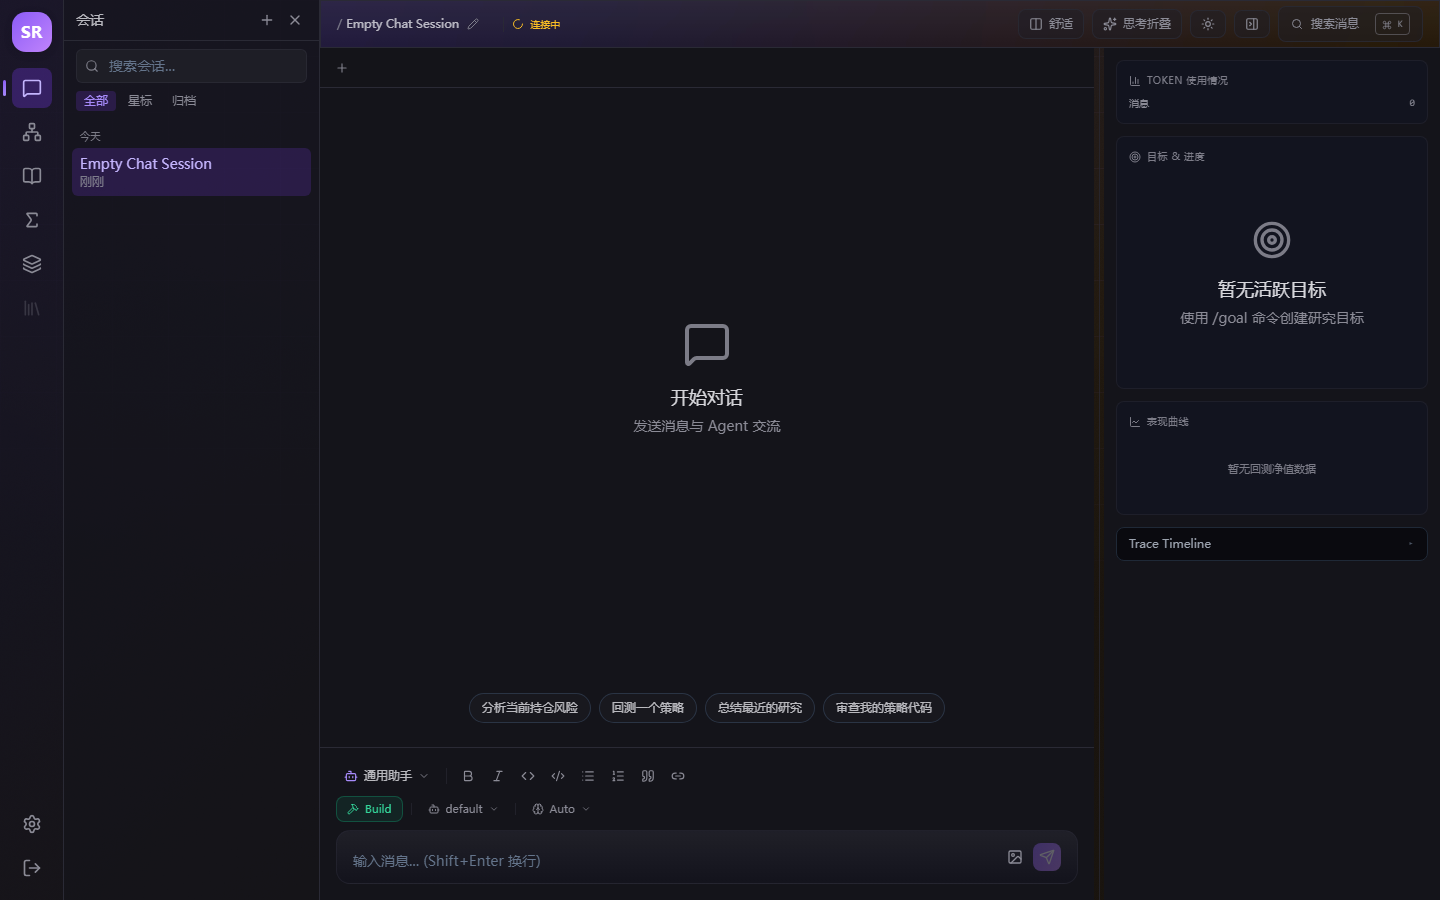 SR
会话
搜索会话...
全部 星标 归档
今天
Empty Chat Session
刚刚
/ Empty Chat Session
连接中
舒适
思考折叠
搜索消息
⌘ K
开始对话
发送消息与 Agent 交流
分析当前持仓风险
回测一个策略
总结最近的研究
审查我的策略代码
通用助手
Build
default
Auto
输入消息... (Shift+Enter 换行)
TOKEN 使用情况
消息 0
目标 & 进度
暂无活跃目标
使用 /goal 命令创建研究目标
表现曲线
暂无回测净值数据
Trace Timeline